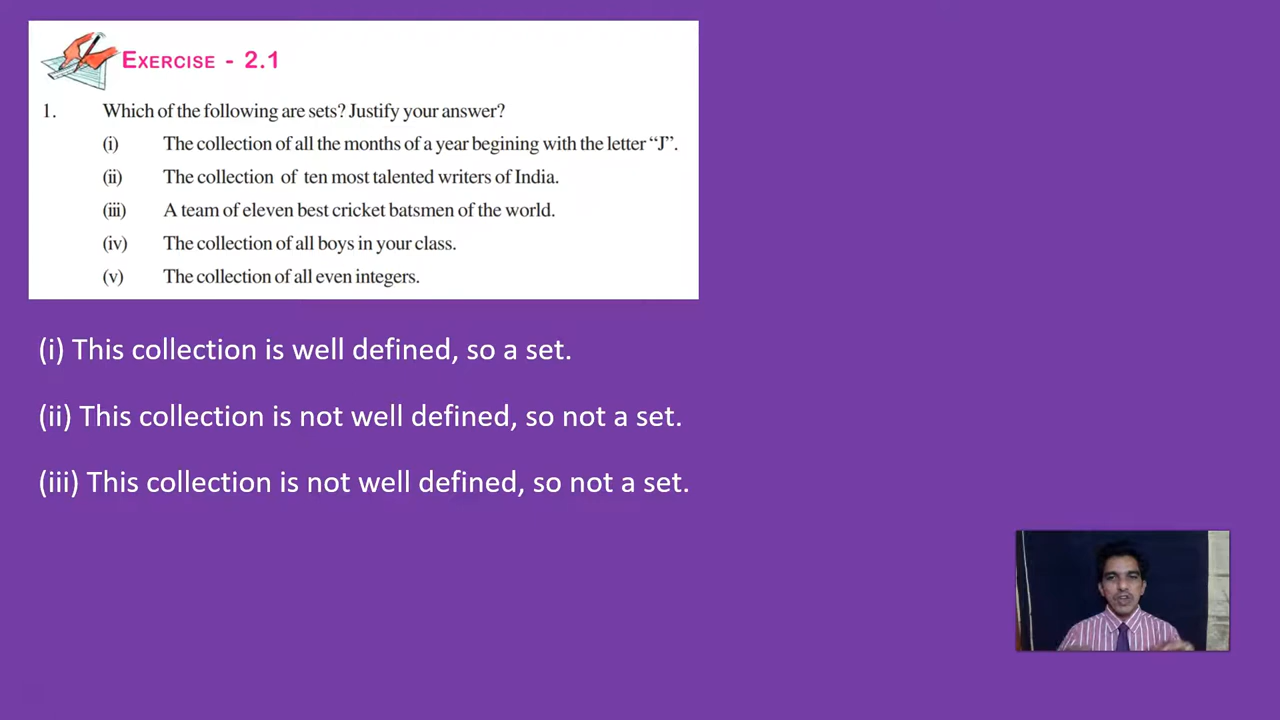 EXERCISE - 2.1
1. Which of the following are sets? Justify your answer?
(i) The collection of all the months of a year begining with the letter “J”.
(ii) The collection of ten most talented writers of India.
(iii) A team of eleven best cricket batsmen of the world.
(iv) The collection of all boys in your class.
(v) The collection of all even integers.
(i) This collection is well defined, so a set.
(ii) This collection is not well defined, so not a set.
(iii) This collection is not well defined, so not a set.